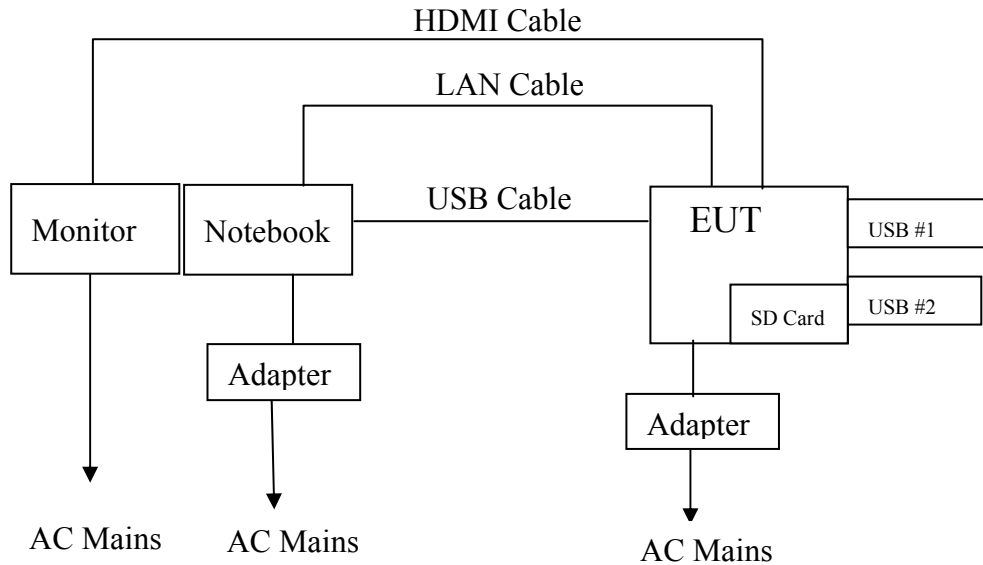 HDMI Cable
LAN Cable
USB Cable
Monitor
Notebook
EUT
USB #1
USB #2
SD Card
Adapter
Adapter
AC Mains
AC Mains
AC Mains